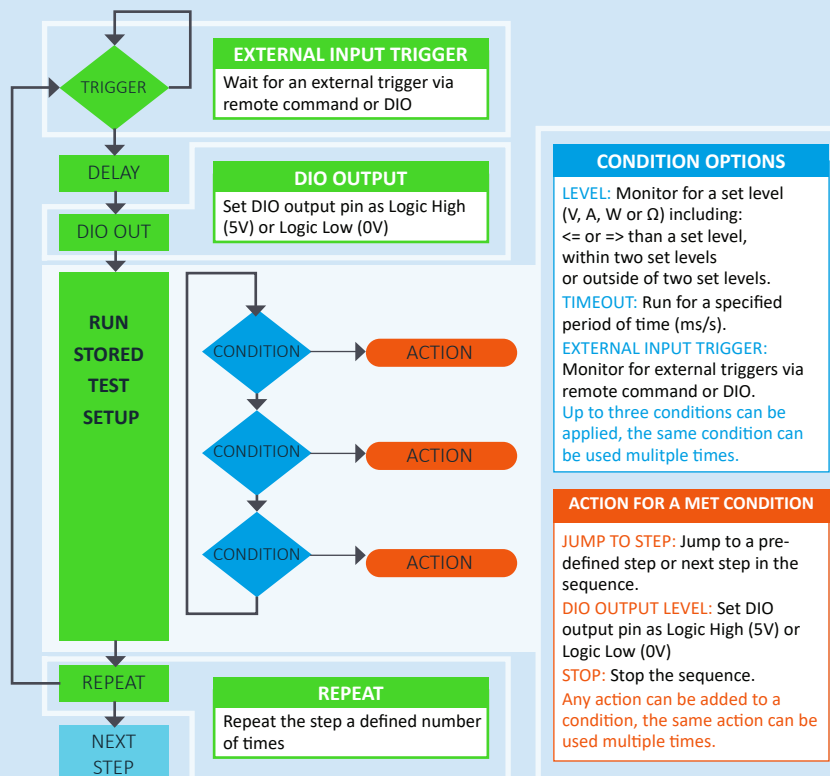 TRIGGER
EXTERNAL INPUT TRIGGER
Wait for an external trigger via
remote command or DIO
DELAY
DIO OUT
DIO OUTPUT
Set DIO output pin as Logic High
(5V) or Logic Low (0V)
RUN
STORED
TEST
SETUP
CONDITION
ACTION
CONDITION
ACTION
CONDITION
ACTION
REPEAT
REPEAT
Repeat the step a defined number
of times
NEXT
STEP
CONDITION OPTIONS
LEVEL: Monitor for a set level
(V, A, W or Ω) including:
<= or => than a set level,
within two set levels
or outside of two set levels.
TIMEOUT: Run for a specified
period of time (ms/s).
EXTERNAL INPUT TRIGGER:
Monitor for external triggers via
remote command or DIO.
Up to three conditions can be
applied, the same condition can
be used mulitple times.
ACTION FOR A MET CONDITION
JUMP TO STEP: Jump to a pre-
defined step or next step in the
sequence.
DIO OUTPUT LEVEL: Set DIO
output pin as Logic High (5V) or
Logic Low (0V)
STOP: Stop the sequence.
Any action can be added to a
condition, the same action can be
used multiple times.